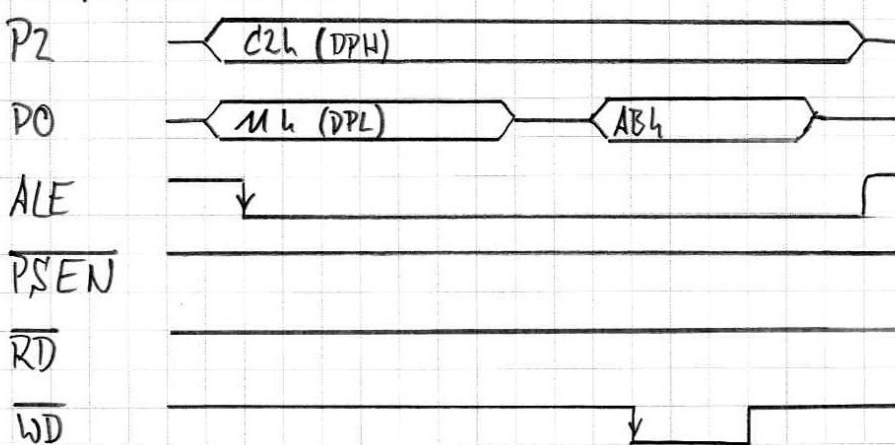 P2 C2h (DPH)
P0 11h (DPL) ABh
ALE
PSEN
RD
WD